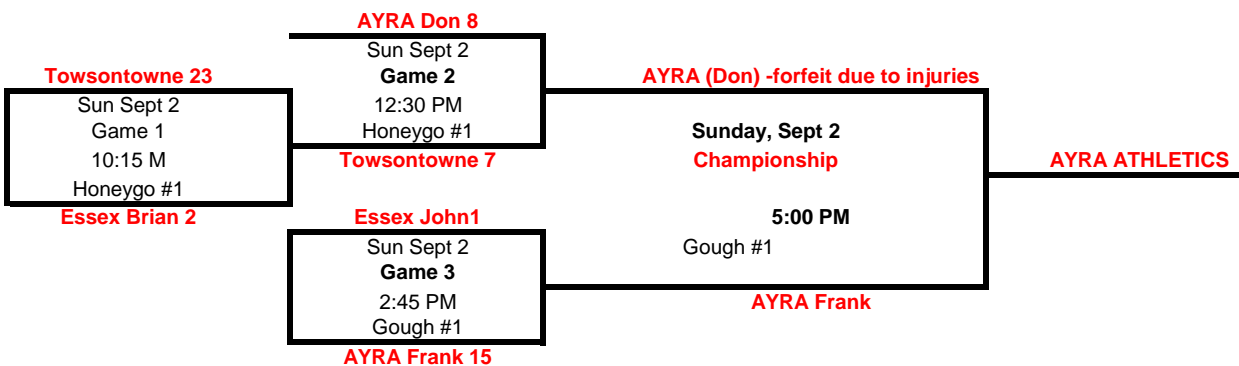 AYRA Don 8
Sun Sept 2
Towsontowne 23
Game 2
AYRA (Don) -forfeit due to injuries
Sun Sept 2
12:30 PM
Game 1
Honeygo #1
Sunday, Sept 2
10:15 M
Towsontowne 7
Championship
AYRA ATHLETICS
Honeygo #1
Essex Brian 2
Essex John1
5:00 PM
Sun Sept 2
Gough #1
Game 3
2:45 PM
AYRA Frank
Gough #1
AYRA Frank 15